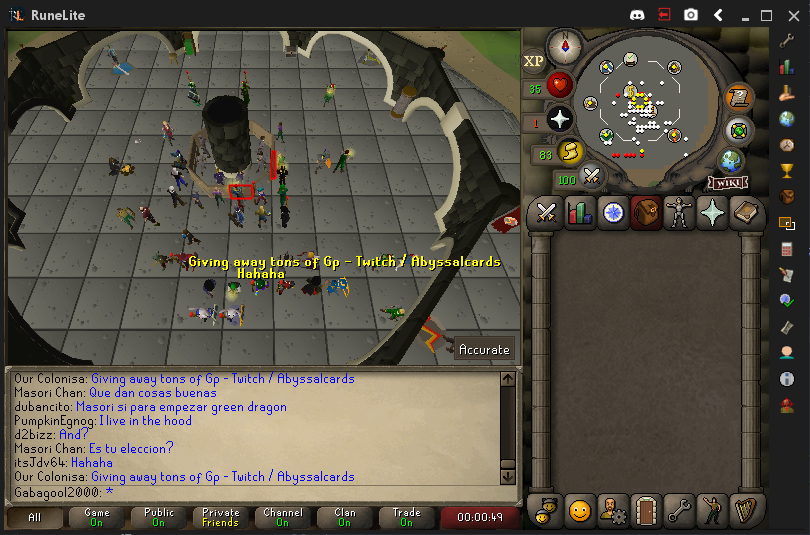 RuneLite
XP
35
1
83
100
WIKI
Giving away tons of Gp - Twitch / Abyssalcards
Hahaha
Accurate
Our Colonisa: Giving away tons of Gp - Twitch / Abyssalcards
Masori Chan: Que dan cosas buenas
dubancito: Masori si para empezar green dragon
PumpkinEgnog: I live in the hood
d2bizz: And?
Masori Chan: Es tu eleccion?
itsJdv64: Hahaha
Our Colonisa: Giving away tons of Gp - Twitch / Abyssalcards
Gabagool2000: *
All
Game
On
Public
On
Private
Friends
Channel
On
Clan
On
Trade
On
00:00:49